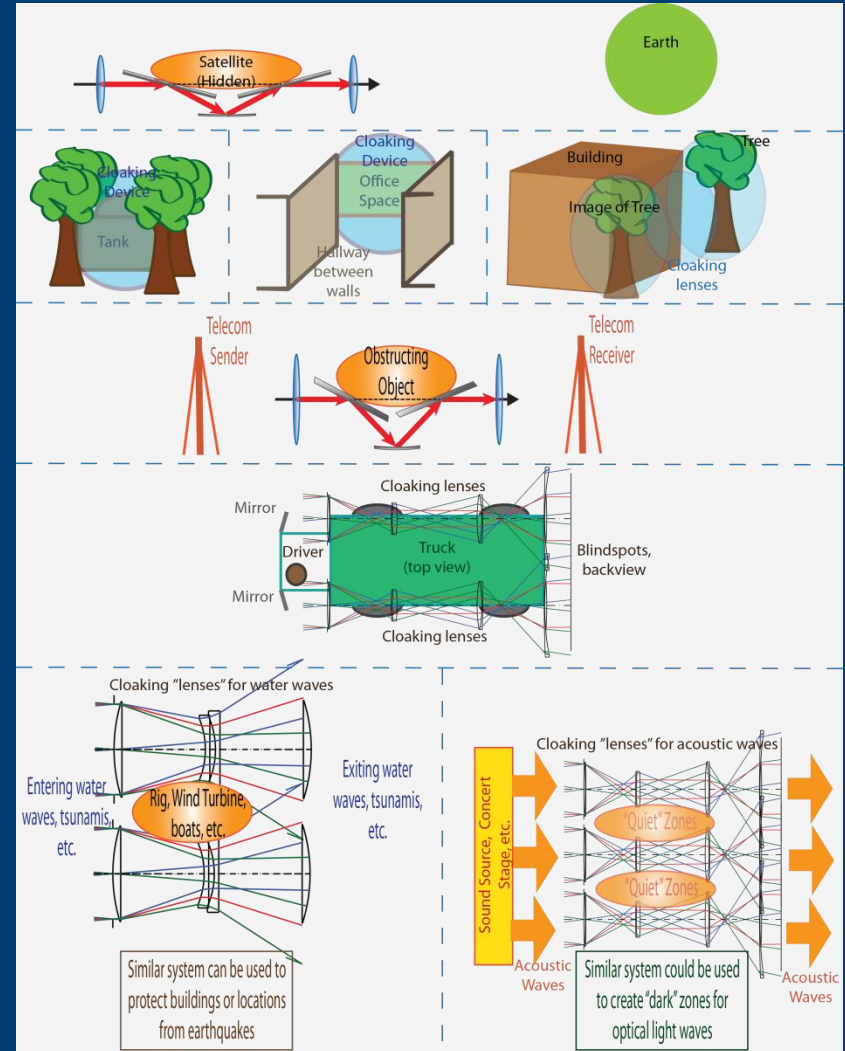 Satellite
(Hidden)
Earth
Cloaking
Device
Tank
Cloaking
Device
Office
Space
Hallway
between
walls
Building
Tree
Image of Tree
Cloaking
lenses
Telecom
Sender
Obstructing
Object
Telecom
Receiver
Cloaking lenses
Mirror
Driver
Truck
(top view)
Blindspots,
backview
Mirror
Cloaking lenses
Cloaking "lenses" for water waves
Entering water
waves, tsunamis,
etc.
Rig, Wind Turbine,
boats, etc.
Exiting water
waves, tsunamis,
etc.
Similar system can be used to
protect buildings or locations
from earthquakes
Cloaking "lenses" for acoustic waves
Sound Source, Concert
Stage, etc.
"Quiet" Zones
"Quiet" Zones
Acoustic
Waves
Acoustic
Waves
Similar system could be used
to create "dark" zones for
optical light waves